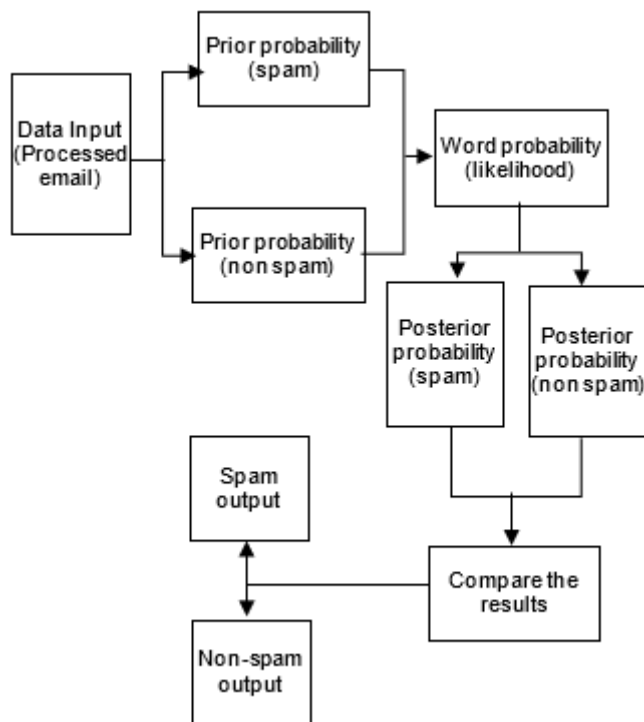 Prior probability
(spam)
Data Input
(Processed
email)
Word probability
(likelihood)
Prior probability
(non spam)
Posterior
probability
(spam)
Posterior
probability
(non spam)
Spam
output
Compare the
results
Non-spam
output